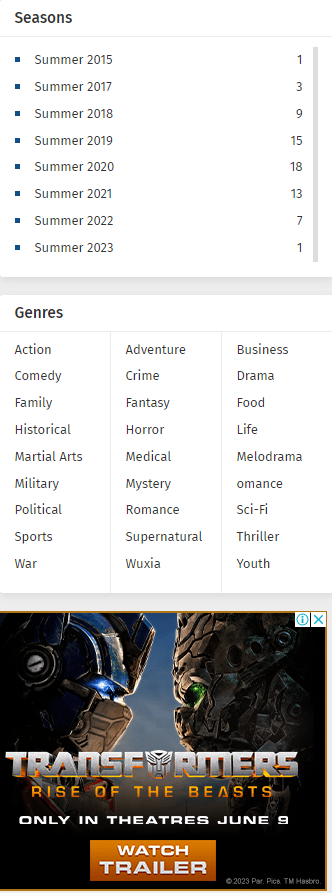 Seasons
Summer 2015 1
Summer 2017 3
Summer 2018 9
Summer 2019 15
Summer 2020 18
Summer 2021 13
Summer 2022 7
Summer 2023 1
Genres
Action Adventure Business
Comedy Crime Drama
Family Fantasy Food
Historical Horror Life
Martial Arts Medical Melodrama
Military Mystery omance
Political Romance Sci-Fi
Sports Supernatural Thriller
War Wuxia Youth
TRANSFORMERS
RISE OF THE BEASTS
ONLY IN THEATRES JUNE 9
WATCH
TRAILER
© 2023 Par. Pics. TM Hasbro.